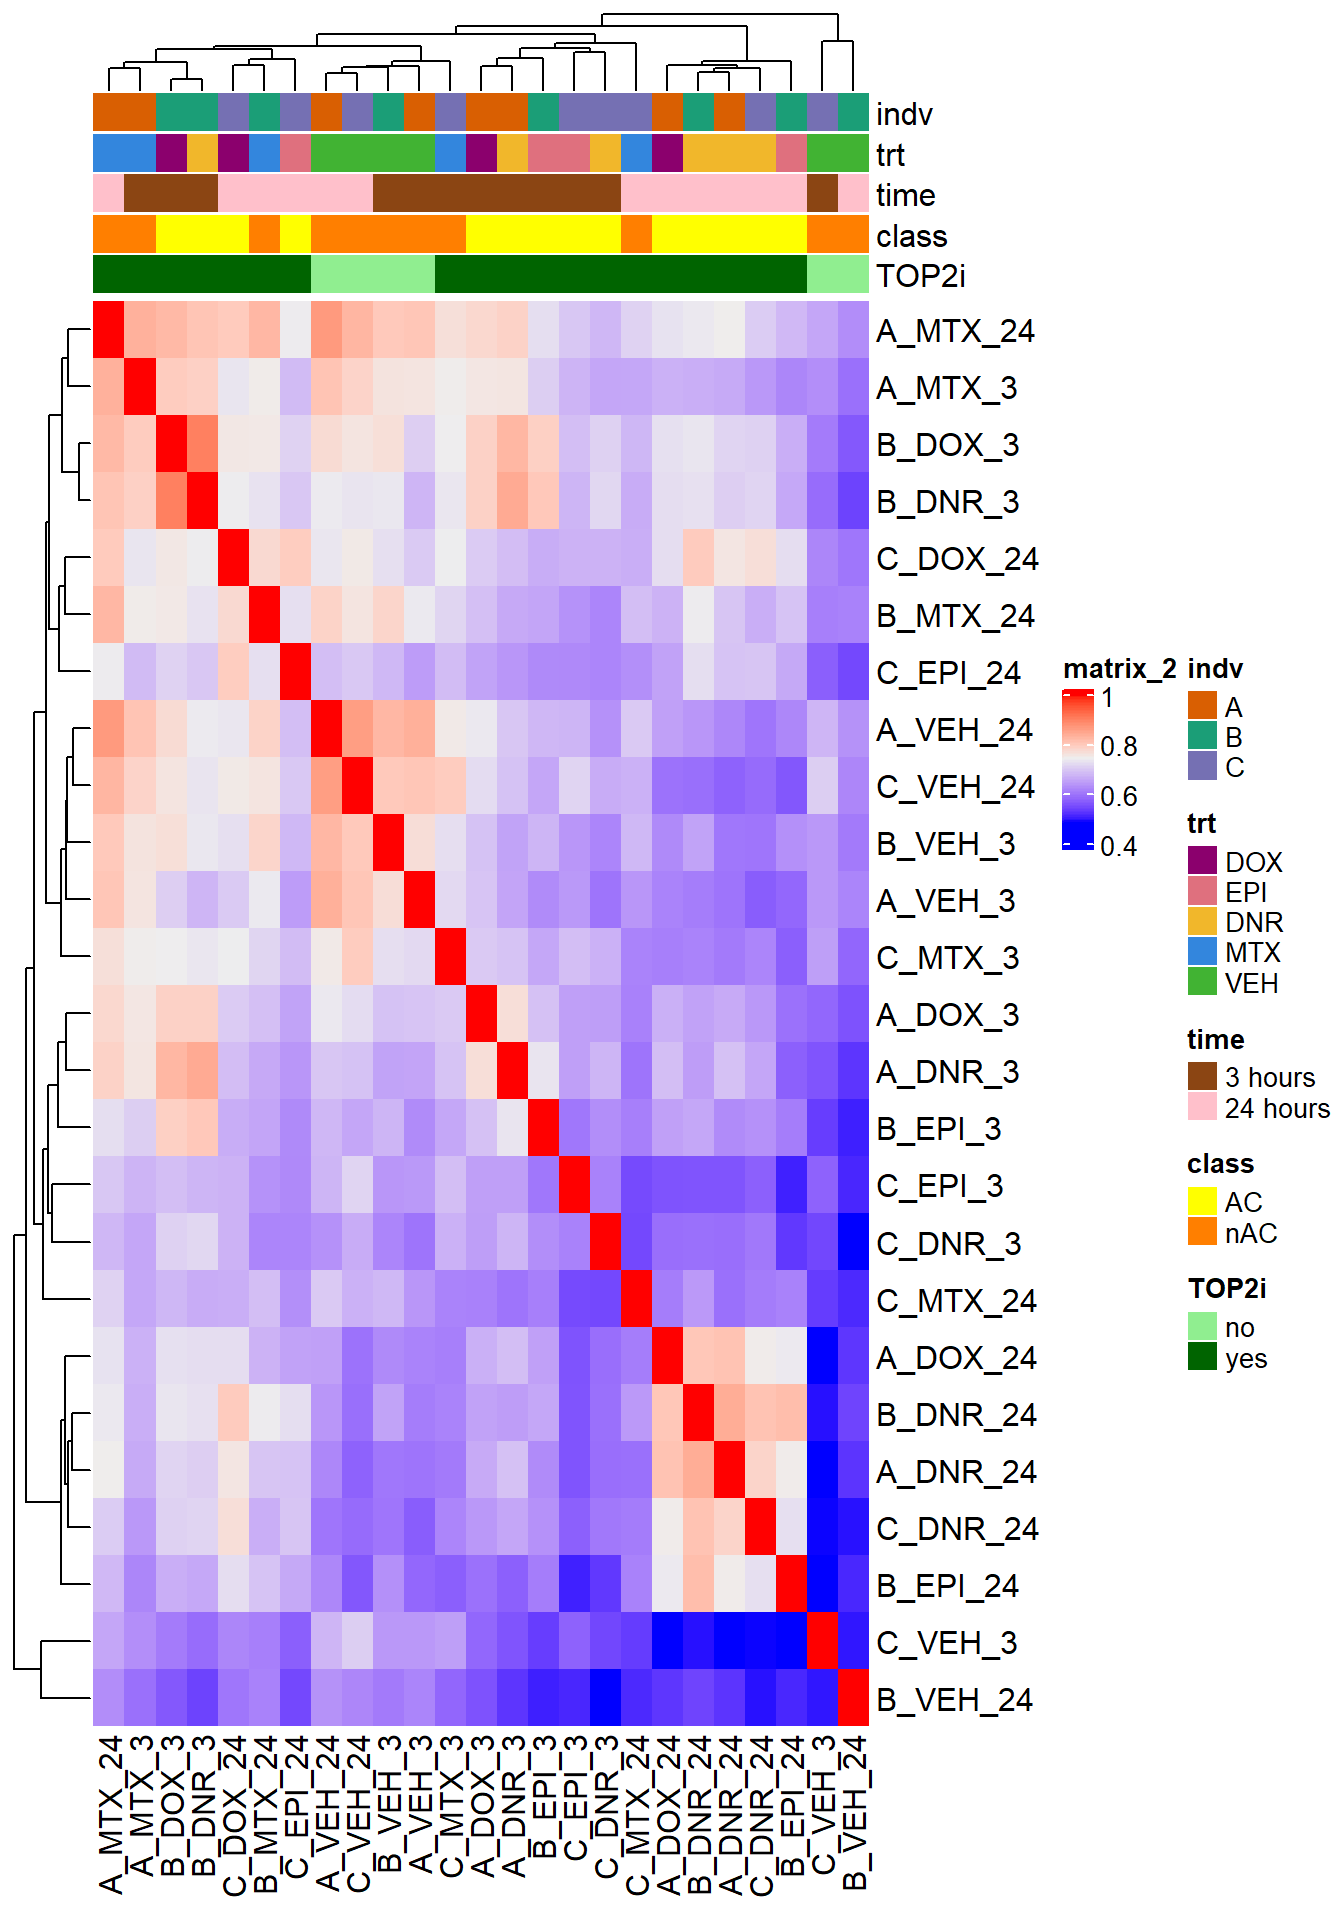 indv
trt
time
class
TOP2i
A_MTX_24
A_MTX_3
B_DOX_3
B_DNR_3
C_DOX_24
B_MTX_24
C_EPI_24
A_VEH_24
C_VEH_24
B_VEH_3
A_VEH_3
C_MTX_3
A_DOX_3
A_DNR_3
B_EPI_3
C_EPI_3
C_DNR_3
C_MTX_24
A_DOX_24
B_DNR_24
A_DNR_24
C_DNR_24
B_EPI_24
C_VEH_3
B_VEH_24
A_MTX_24
A_MTX_3
B_DOX_3
B_DNR_3
C_DOX_24
B_MTX_24
C_EPI_24
A_VEH_24
C_VEH_24
B_VEH_3
A_VEH_3
C_MTX_3
A_DOX_3
A_DNR_3
B_EPI_3
C_EPI_3
C_DNR_3
C_MTX_24
A_DOX_24
B_DNR_24
A_DNR_24
C_DNR_24
B_EPI_24
C_VEH_3
B_VEH_24
matrix_2
1
0.8
0.6
0.4
indv
A
B
C
trt
DOX
EPI
DNR
MTX
VEH
time
3 hours
24 hours
class
AC
nAC
TOP2i
no
yes